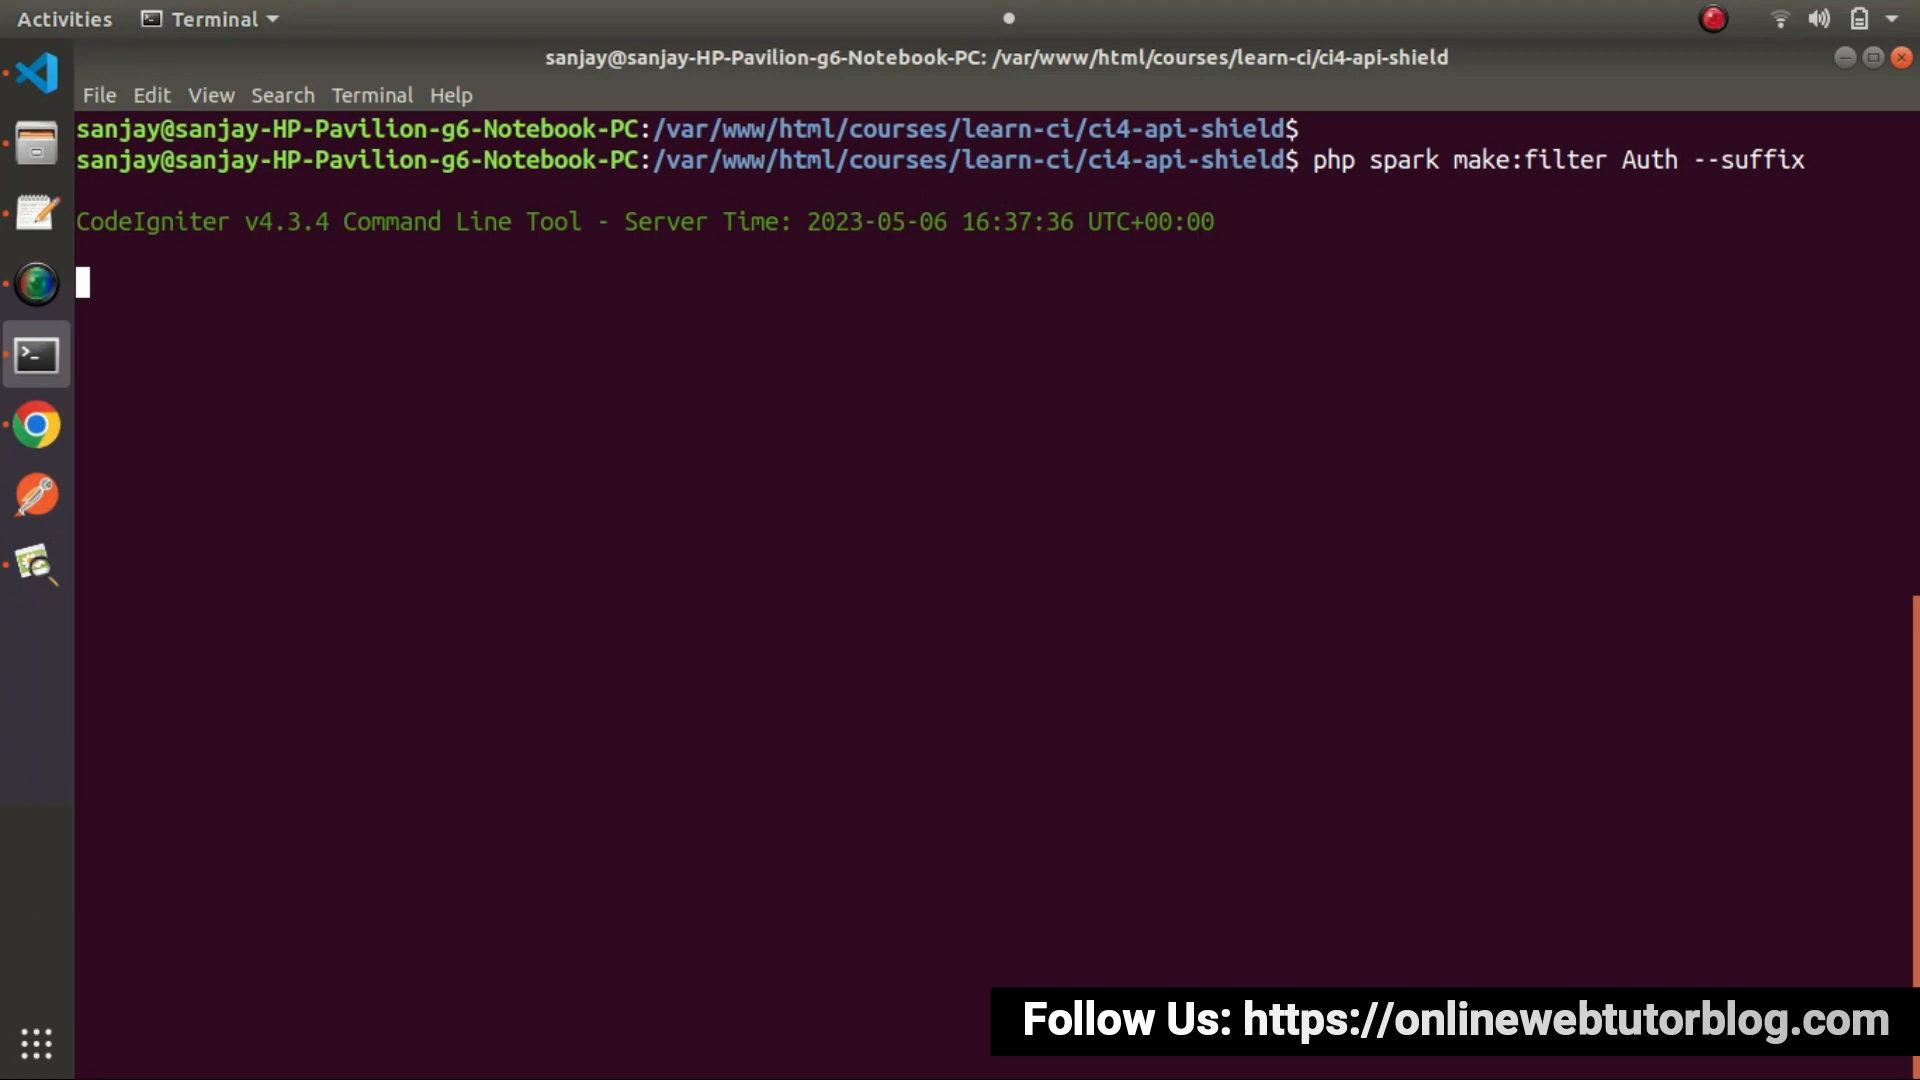 Activities Terminal
sanjay@sanjay-HP-Pavilion-g6-Notebook-PC: /var/www/html/courses/learn-ci/ci4-api-shield
File Edit View Search Terminal Help
sanjay@sanjay-HP-Pavilion-g6-Notebook-PC:/var/www/html/courses/learn-ci/ci4-api-shield$
sanjay@sanjay-HP-Pavilion-g6-Notebook-PC:/var/www/html/courses/learn-ci/ci4-api-shield$ php spark make:filter Auth --suffix
CodeIgniter v4.3.4 Command Line Tool - Server Time: 2023-05-06 16:37:36 UTC+00:00
Follow Us: https://onlinewebtutorblog.com